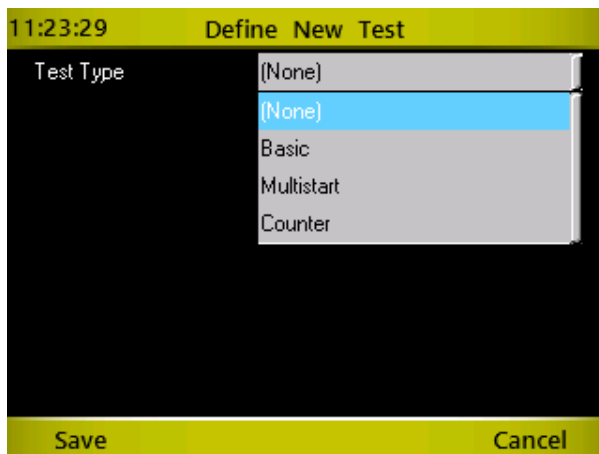 11:23:29 Define New Test
Test Type (None)
(None)
Basic
Multistart
Counter
Save Cancel